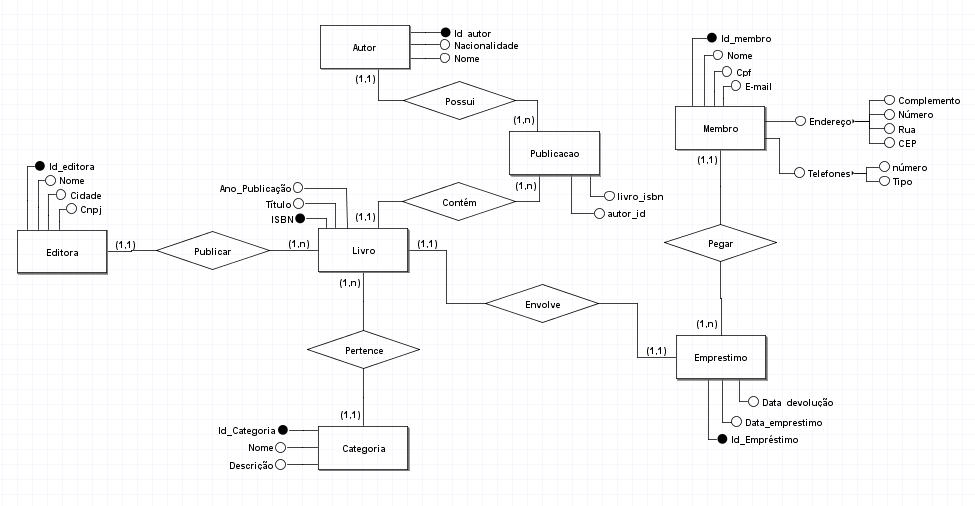 Autor
Id autor
Nacionalidade
Nome
(1,1)
Possui
(1,n)
Publicacao
(1,n)
livro_isbn
autor_id
Contém
(1,1)
Id_membro
Nome
Cpf
E-mail
Membro
Endereço
Complemento
Número
Rua
CEP
Telefones
número
Tipo
(1,1)
Pegar
(1,n)
Id_editora
Nome
Cidade
Cnpj
Editora
(1,1)
Publicar
(1,n)
Ano_Publicação
Título
ISBN
Livro
(1,1)
Envolve
(1,1)
Emprestimo
Data devolução
Data_emprestimo
Id_Empréstimo
(1,n)
Pertence
(1,1)
Id_Categoria
Nome
Descrição
Categoria